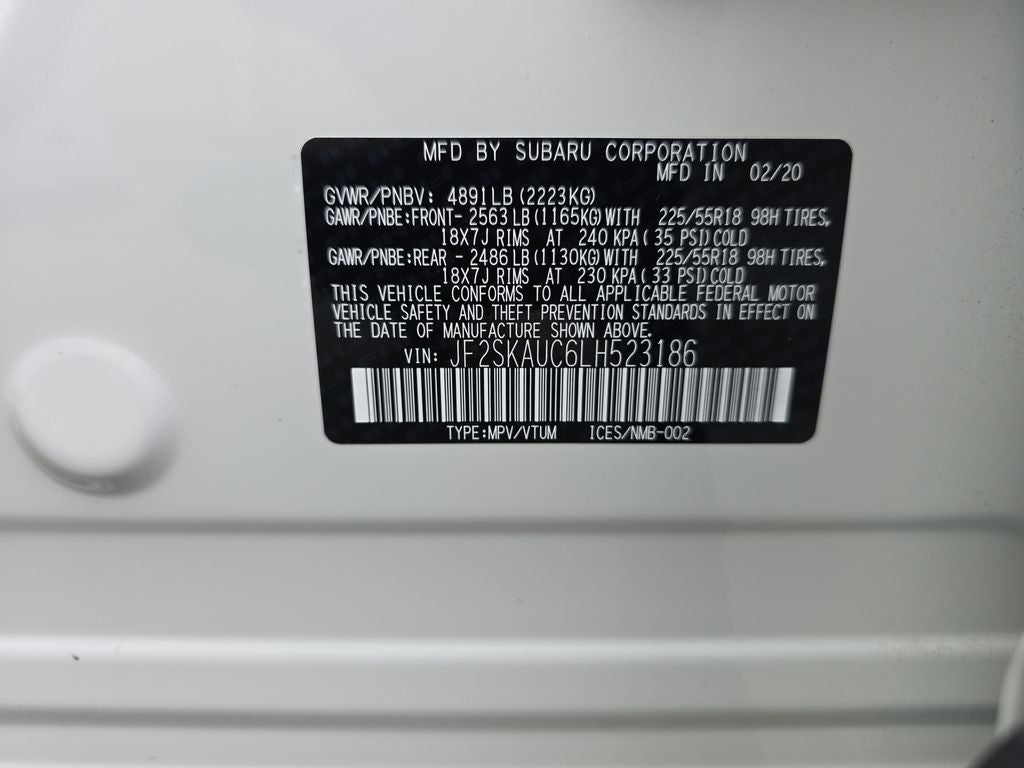 MFD BY SUBARU CORPORATION
MFD IN 02/20
GVWR/PNBV: 4891LB (2223KG)
GAWR/PNBE:FRONT- 2563 LB (1165KG) WITH 225/55R18 98H TIRES,
18X7J RIMS AT 240 KPA ( 35 PSI) COLD
GAWR/PNBE:REAR - 2486 LB (1130KG) WITH 225/55R18 98H TIRES,
18X7J RIMS AT 230 KPA ( 33 PSI) COLD
THIS VEHICLE CONFORMS TO ALL APPLICABLE FEDERAL MOTOR
VEHICLE SAFETY AND THEFT PREVENTION STANDARDS IN EFFECT ON
THE DATE OF MANUFACTURE SHOWN ABOVE.
VIN: JF2SKAUC6LH523186
TYPE:MPV/VTUM ICES/NMB-002